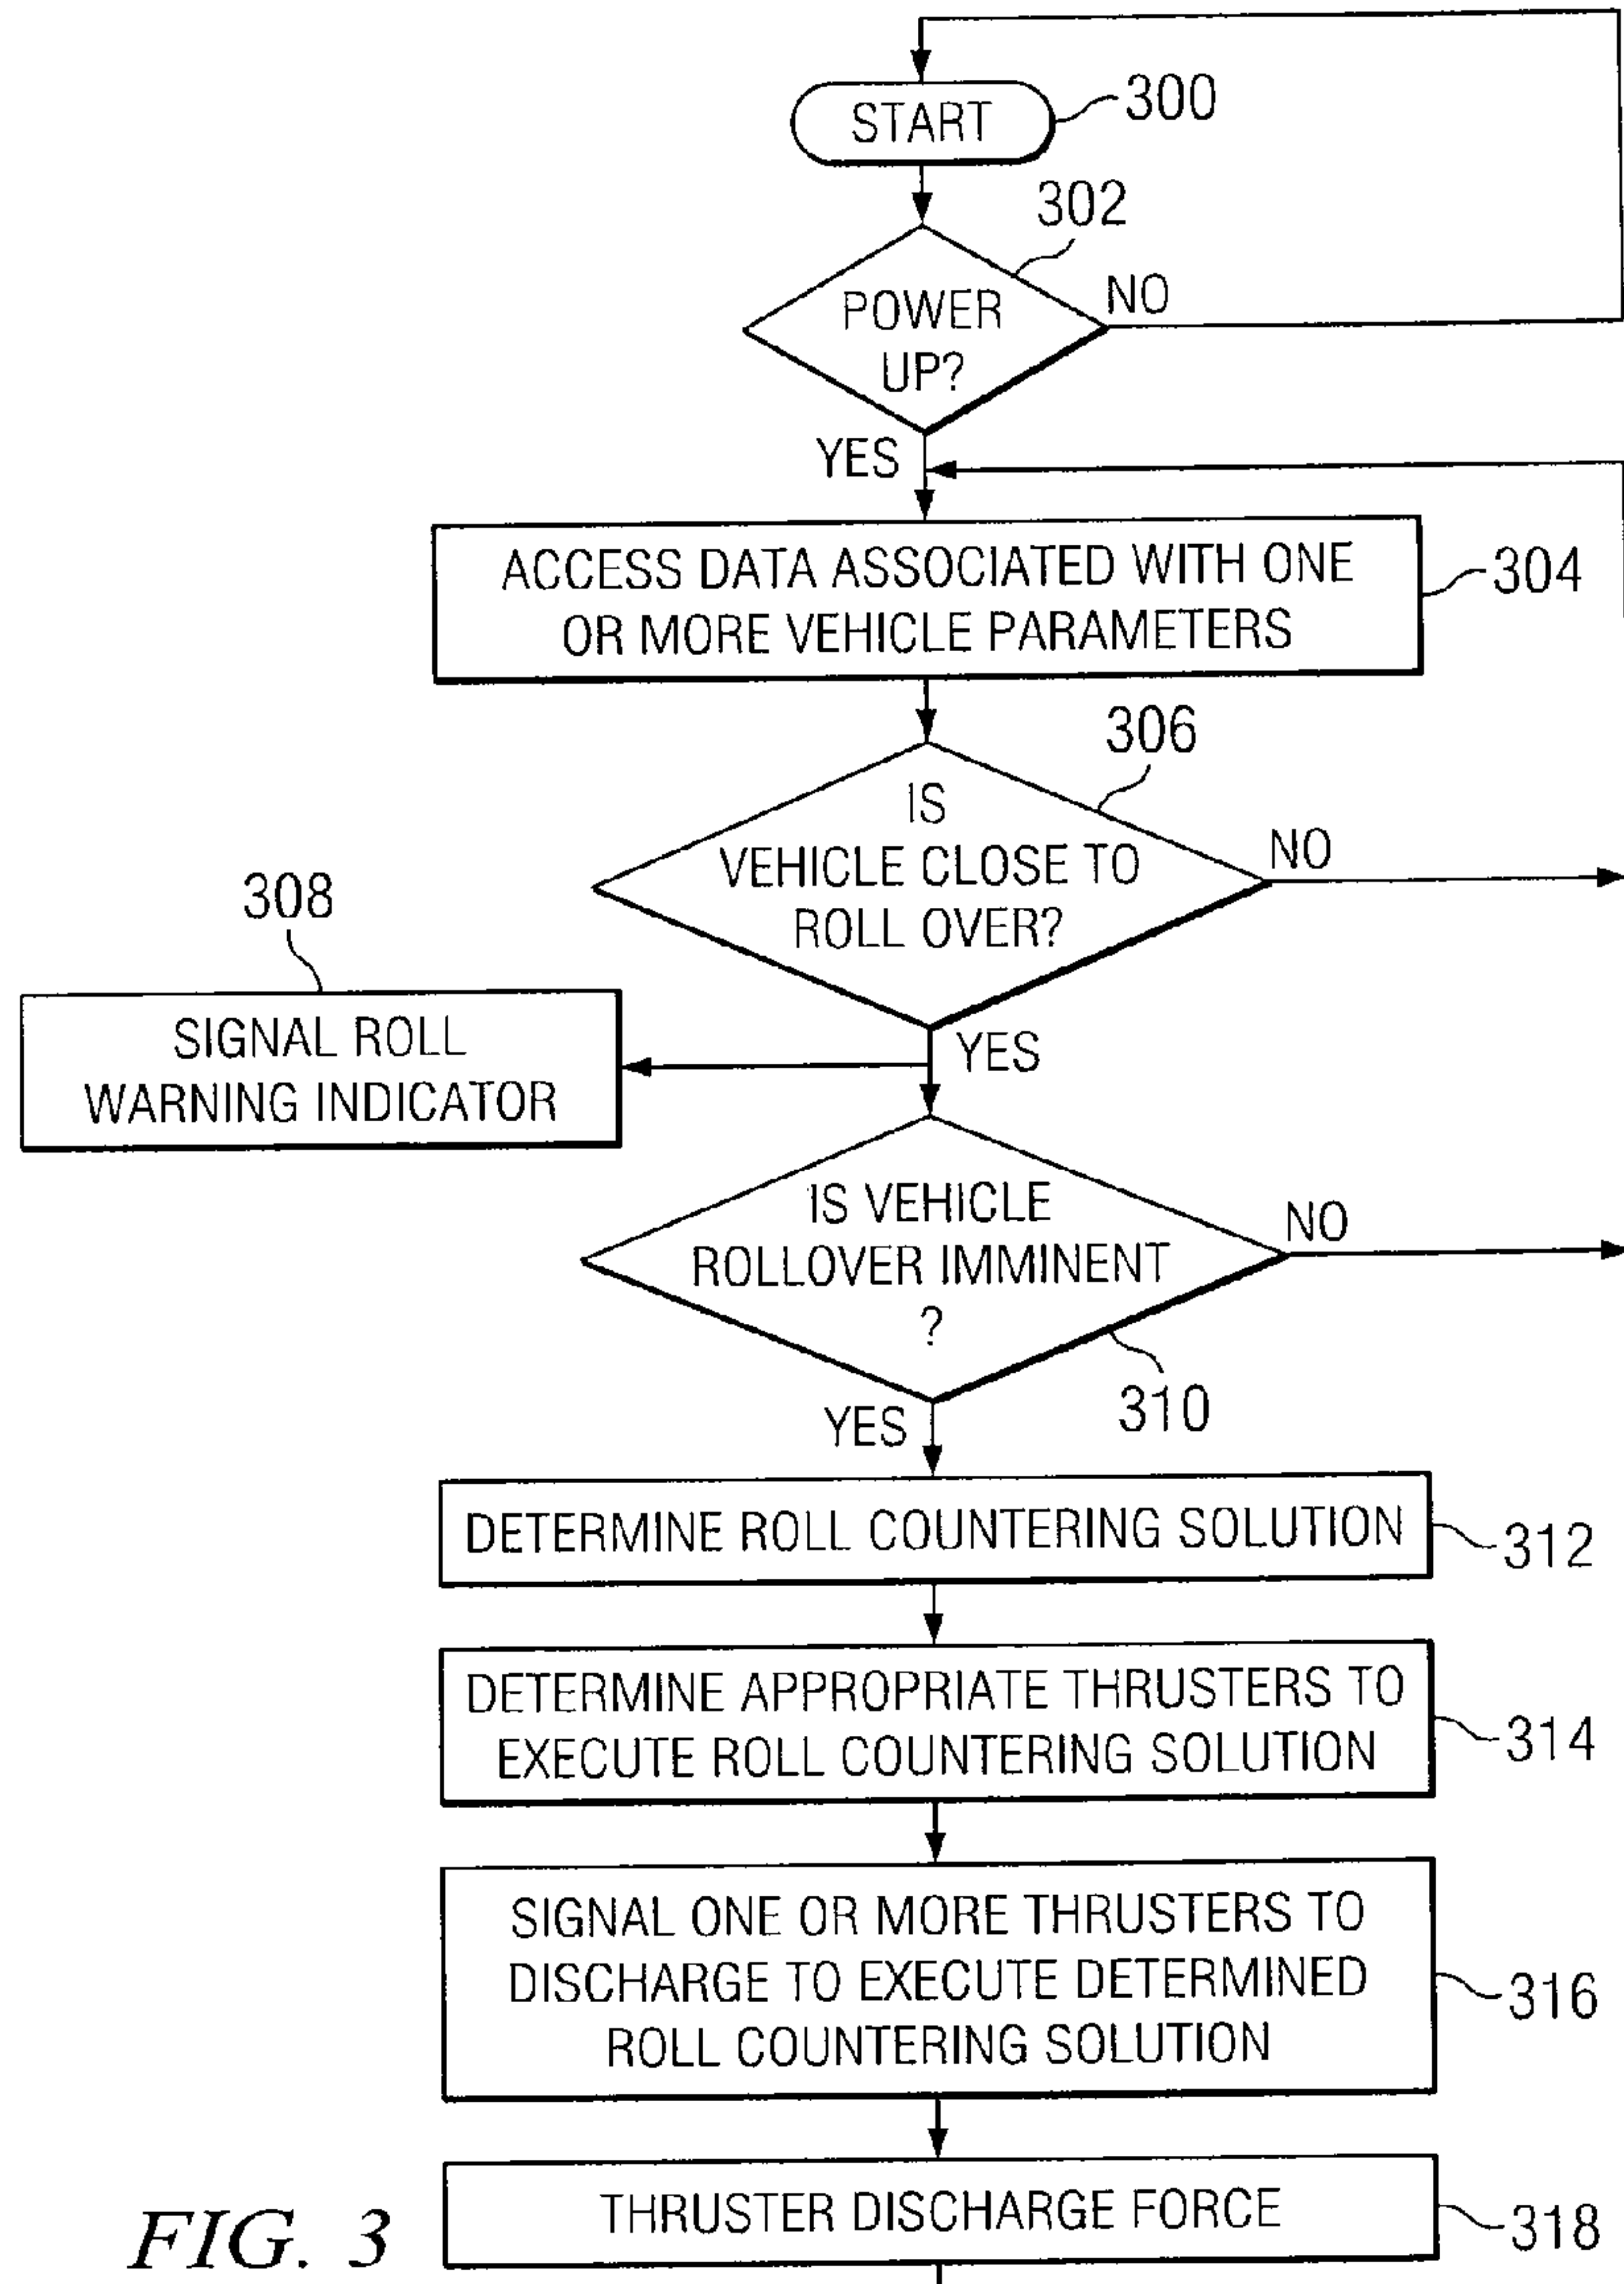 START
300
302
POWER
UP?
NO
YES
ACCESS DATA ASSOCIATED WITH ONE
OR MORE VEHICLE PARAMETERS
304
306
IS
VEHICLE CLOSE TO
ROLL OVER?
NO
308
SIGNAL ROLL
WARNING INDICATOR
YES
IS VEHICLE
ROLLOVER IMMINENT
?
NO
310
YES
DETERMINE ROLL COUNTERING SOLUTION
312
DETERMINE APPROPRIATE THRUSTERS TO
EXECUTE ROLL COUNTERING SOLUTION
314
SIGNAL ONE OR MORE THRUSTERS TO
DISCHARGE TO EXECUTE DETERMINED
ROLL COUNTERING SOLUTION
316
THRUSTER DISCHARGE FORCE
318
FIG. 3